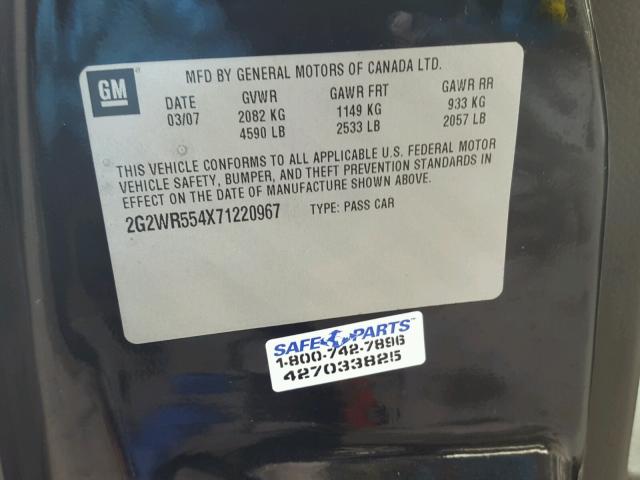 GM
MFD BY GENERAL MOTORS OF CANADA LTD.
DATE GVWR GAWR FRT GAWR RR
03/07 2082 KG 1149 KG 933 KG
4590 LB 2533 LB 2057 LB
THIS VEHICLE CONFORMS TO ALL APPLICABLE U.S. FEDERAL MOTOR
VEHICLE SAFETY, BUMPER, AND THEFT PREVENTION STANDARDS IN
EFFECT ON THE DATE OF MANUFACTURE SHOWN ABOVE.
2G2WR554X71220967 TYPE: PASS CAR
SAFE PARTS™
1-800-742-7896
427033825